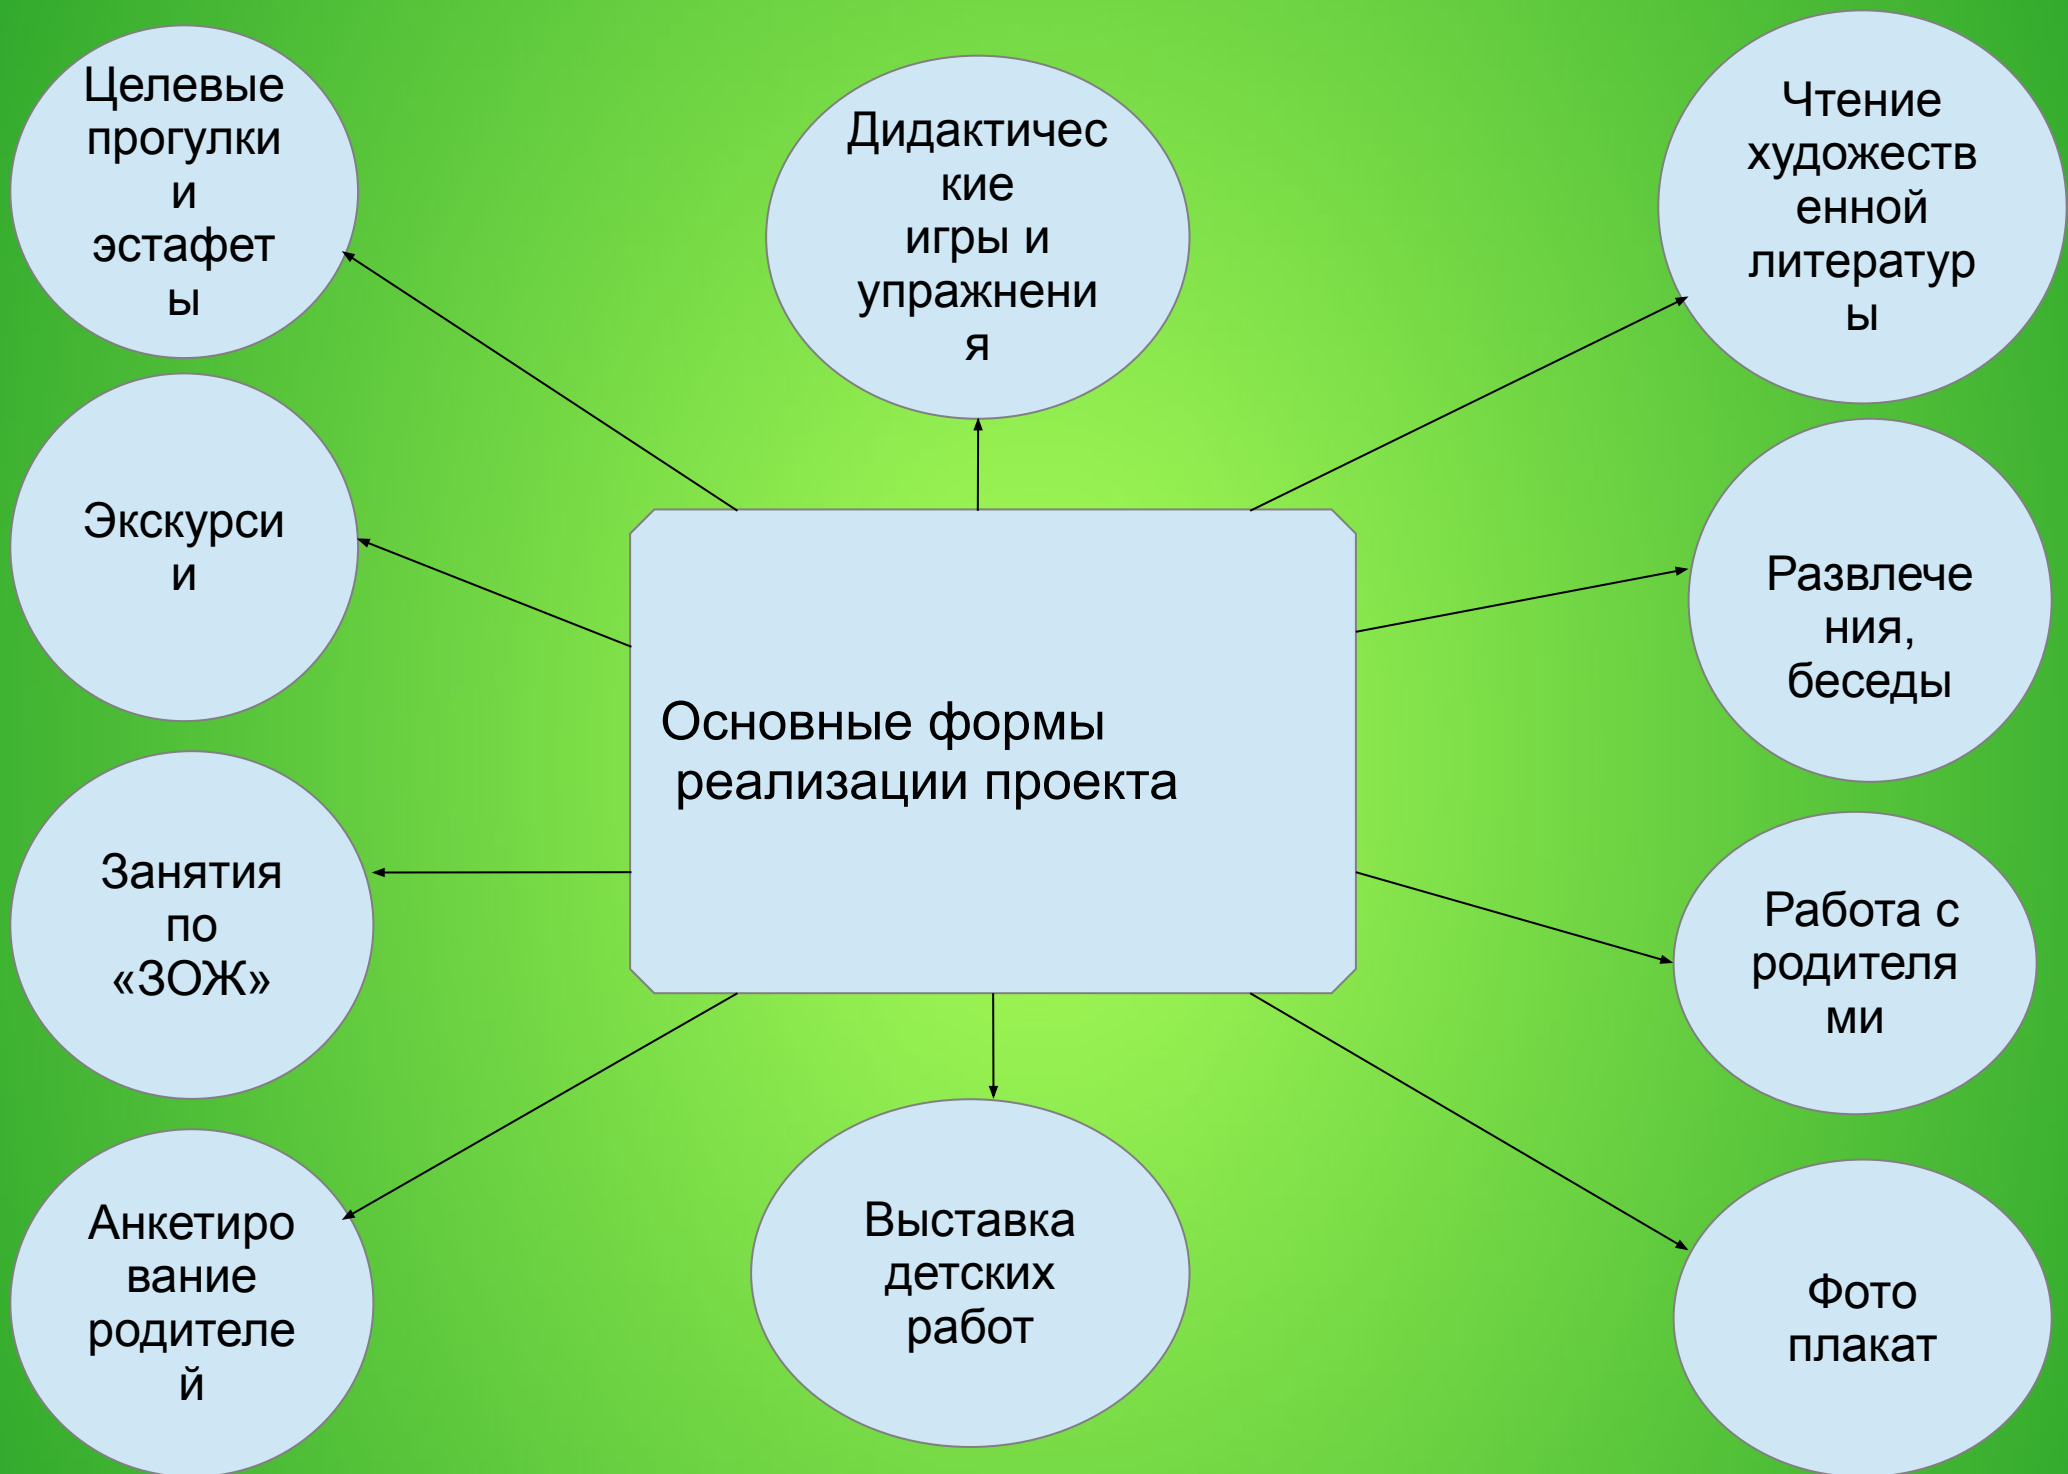 Целевые
прогулки
и
эстафет
ы
Дидактичес
кие
игры и
упражнени
я
Чтение
художеств
енной
литератур
ы
Экскурси
и
Развлече
ния,
беседы
Основные формы
реализации проекта
Занятия
по
«ЗОЖ»
Работа с
родителя
ми
Анкетиро
вание
родителе
й
Выставка
детских
работ
Фото
плакат